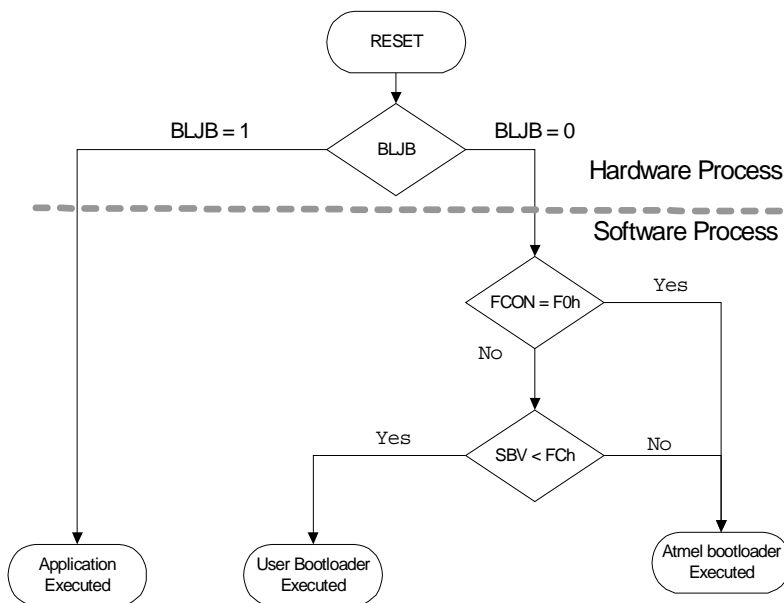 RESET
BLJB = 1
BLJB
BLJB = 0
Hardware Process
Software Process
FCON = F0h
Yes
No
Yes
SBV < FCh
No
Application
Executed
User Bootloader
Executed
Atmel bootloader
Executed